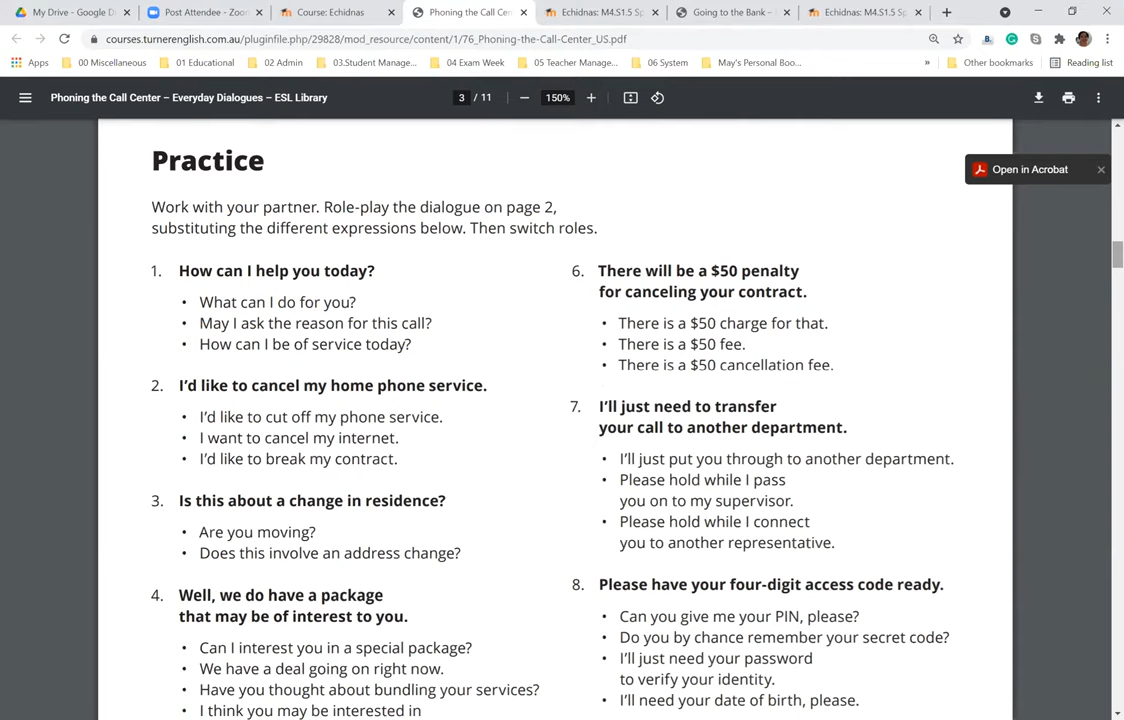 My Drive - Google D
Post Attendee - Zoon
Course: Echidnas
Phoning the Call Cen
Echidnas: M4.S1.5 Sp
Going to the Bank –
Echidnas: M4.S1.5 Sp
courses.turnerenglish.com.au/pluginfile.php/29828/mod_resource/content/1/76_Phoning-the-Call-Center_US.pdf
Apps
00 Miscellaneous
01 Educational
02 Admin
03.Student Manage...
04 Exam Week
05 Teacher Manage...
06 System
May's Personal Boo...
»
Other bookmarks
Reading list
Phoning the Call Center – Everyday Dialogues – ESL Library
3 / 11
150%
Open in Acrobat
Practice
Work with your partner. Role-play the dialogue on page 2,
substituting the different expressions below. Then switch roles.
1. How can I help you today?
• What can I do for you?
• May I ask the reason for this call?
• How can I be of service today?
2. I'd like to cancel my home phone service.
• I'd like to cut off my phone service.
• I want to cancel my internet.
• I'd like to break my contract.
3. Is this about a change in residence?
• Are you moving?
• Does this involve an address change?
4. Well, we do have a package
that may be of interest to you.
• Can I interest you in a special package?
• We have a deal going on right now.
• Have you thought about bundling your services?
• I think you may be interested in
6. There will be a $50 penalty
for canceling your contract.
• There is a $50 charge for that.
• There is a $50 fee.
• There is a $50 cancellation fee.
7. I'll just need to transfer
your call to another department.
• I'll just put you through to another department.
• Please hold while I pass
you on to my supervisor.
• Please hold while I connect
you to another representative.
8. Please have your four-digit access code ready.
• Can you give me your PIN, please?
• Do you by chance remember your secret code?
• I'll just need your password
to verify your identity.
• I'll need your date of birth, please.